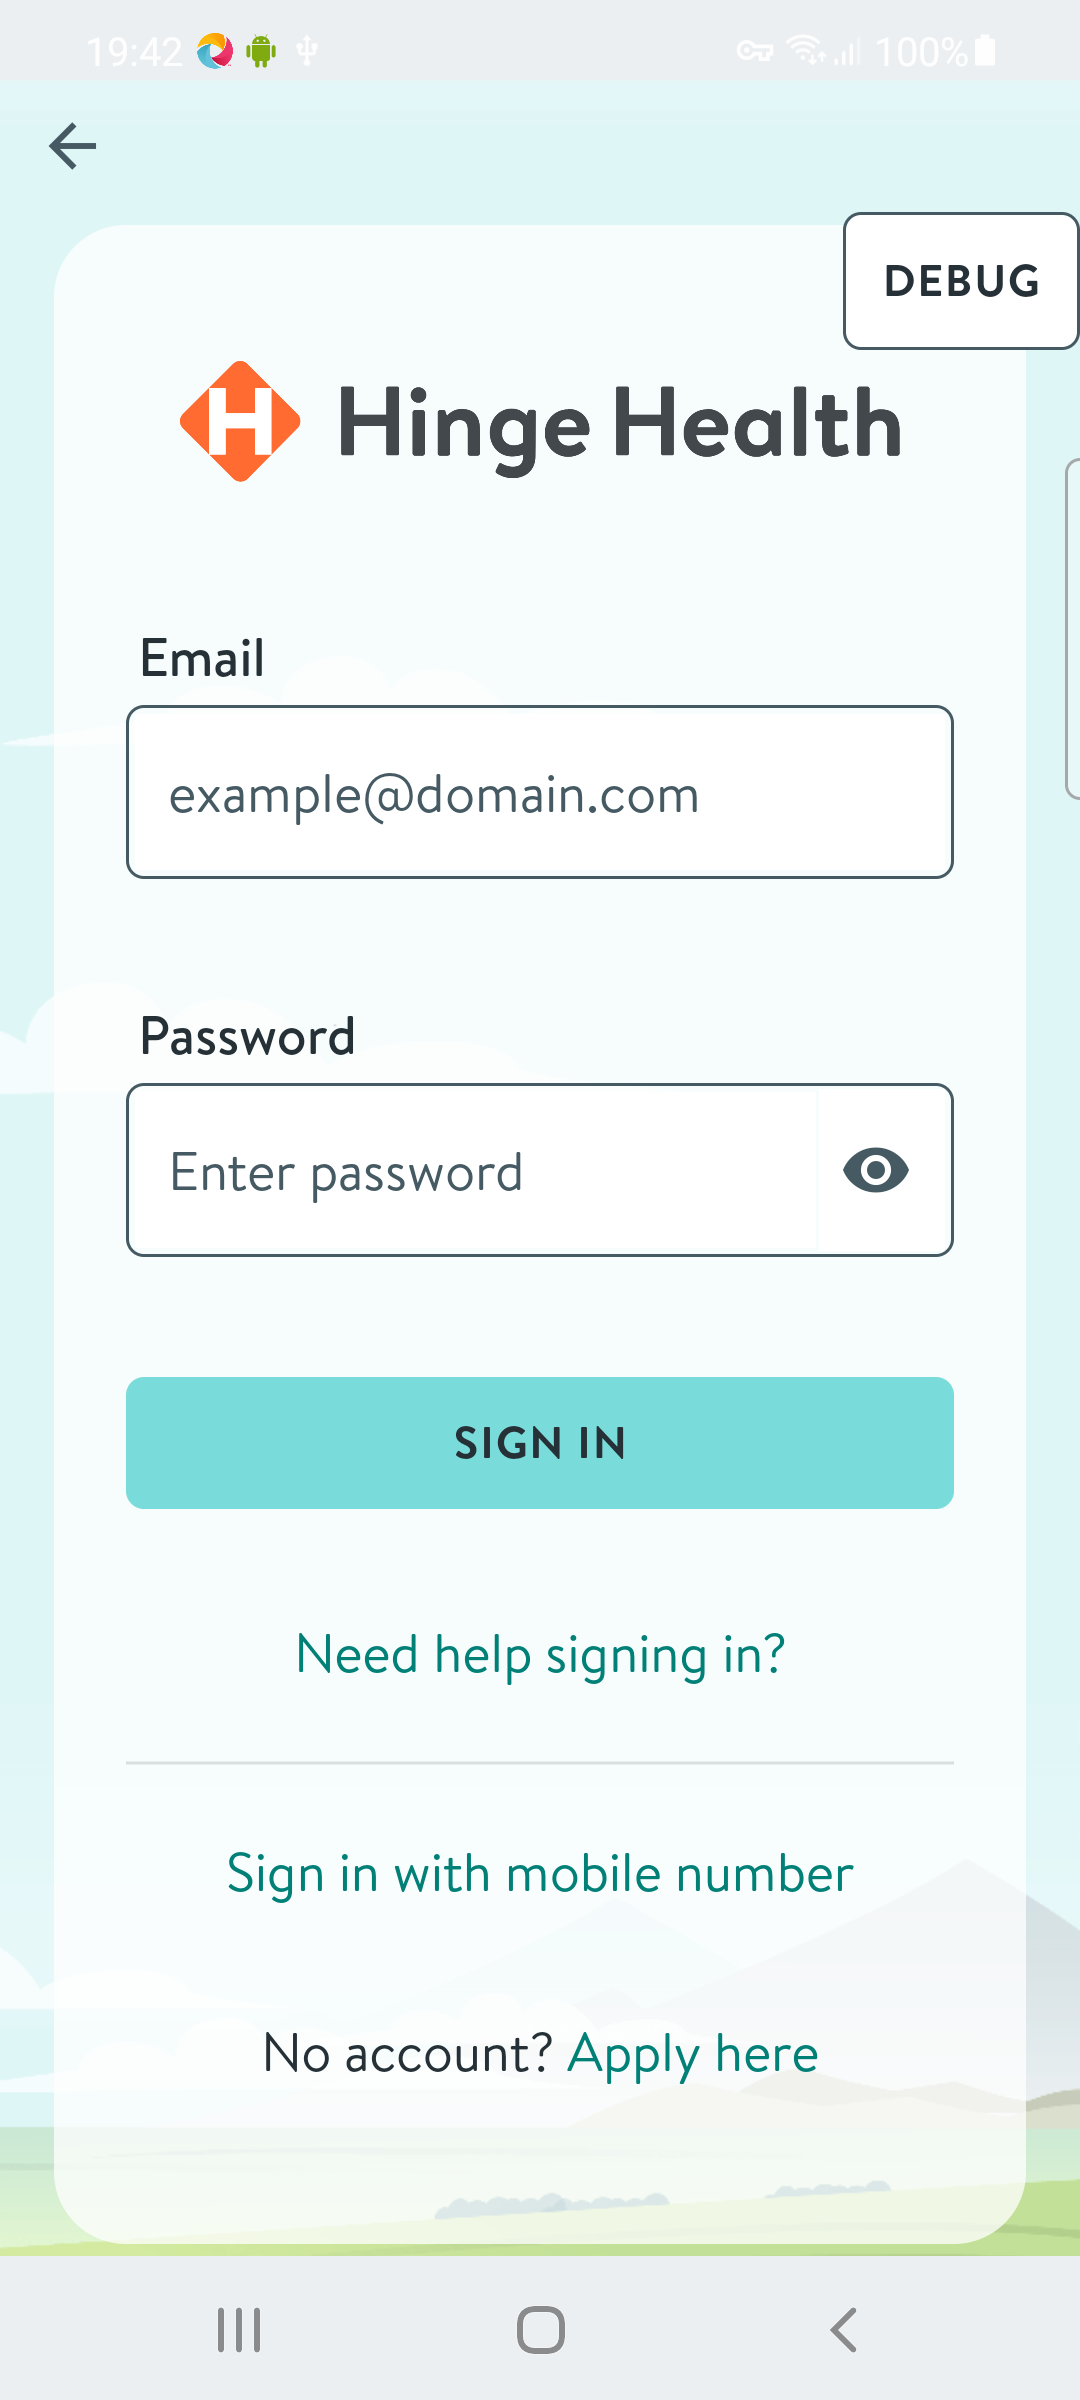 19:42
100%
DEBUG
Hinge Health
Email
example@domain.com
Password
Enter password
SIGN IN
Need help signing in?
Sign in with mobile number
No account? Apply here